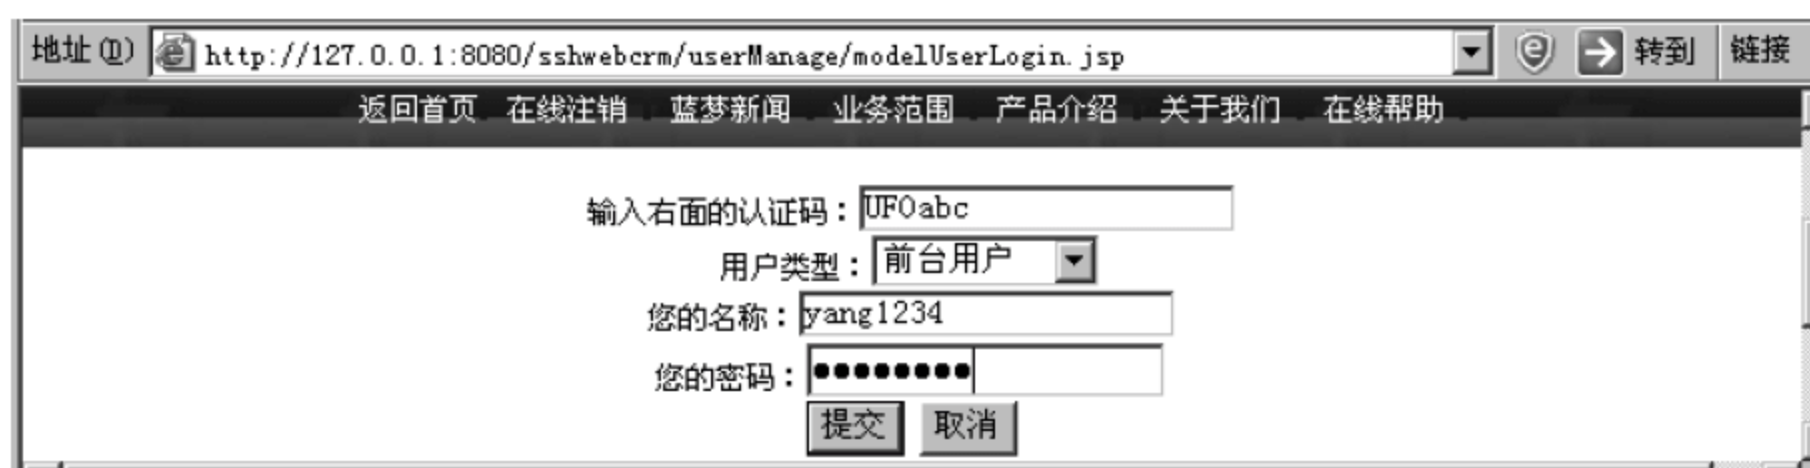 地址(D) http://127.0.0.1:8080/sshwebcrm/userManage/modelUserLogin.jsp 转到 链接
返回首页 在线注销 蓝梦新闻 业务范围 产品介绍 关于我们 在线帮助
输入右面的认证码：UFOabc
用户类型：前台用户
您的名称：yang1234
您的密码：●●●●●●●●
提交 取消